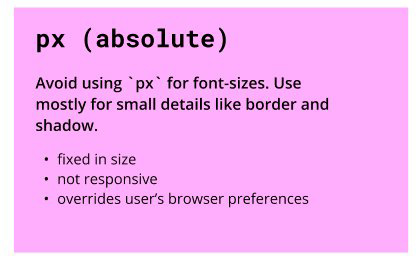 px (absolute)
Avoid using `px` for font-sizes. Use
mostly for small details like border and
shadow.
• fixed in size
• not responsive
• overrides user’s browser preferences